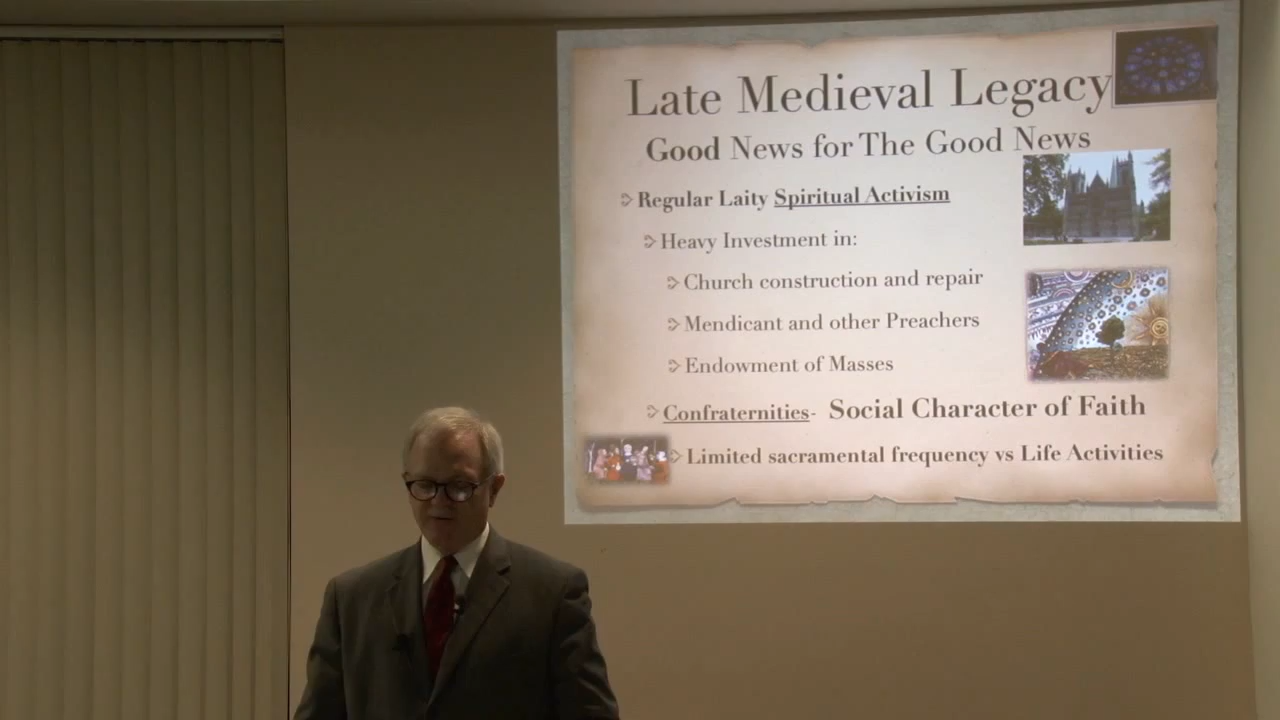 Late Medieval Legacy
Good News for The Good News
Regular Laity Spiritual Activism
Heavy Investment in:
Church construction and repair
Mendicant and other Preachers
Endowment of Masses
Confraternities- Social Character of Faith
Limited sacramental frequency vs Life Activities